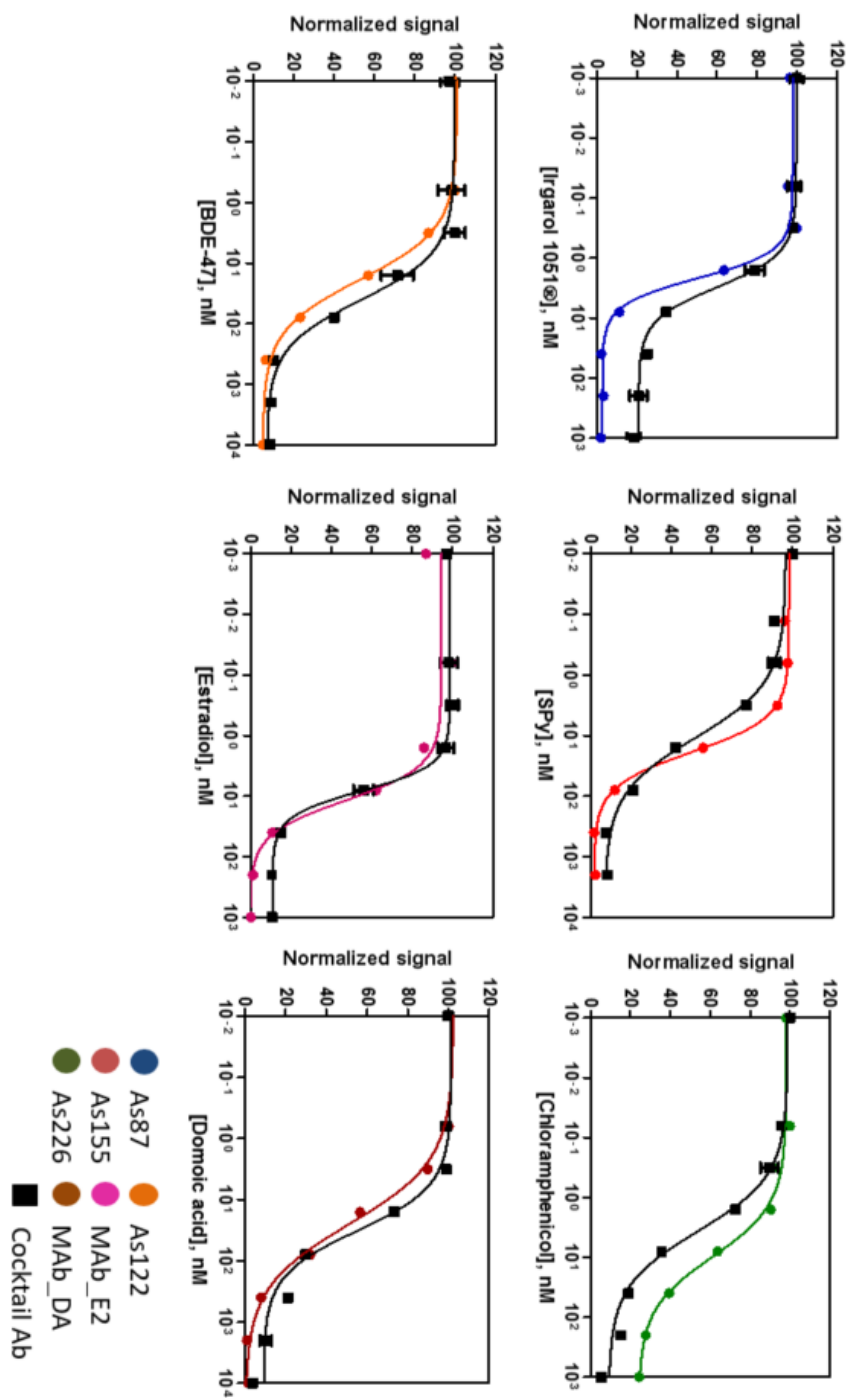 Normalized signal
120
100
80
60
40
20
0
10⁻³ 10⁻² 10⁻¹ 10⁰ 10¹ 10² 10³
[Irgarol 1051®], nM
Normalized signal
120
100
80
60
40
20
0
10⁻² 10⁻¹ 10⁰ 10¹ 10² 10³ 10⁴
[SPy], nM
Normalized signal
120
100
80
60
40
20
0
10⁻³ 10⁻² 10⁻¹ 10⁰ 10¹ 10² 10³
[Chloramphenicol], nM
Normalized signal
120
100
80
60
40
20
0
10⁻² 10⁻¹ 10⁰ 10¹ 10² 10³ 10⁴
[BDE-47], nM
Normalized signal
120
100
80
60
40
20
0
10⁻³ 10⁻² 10⁻¹ 10⁰ 10¹ 10² 10³
[Estradiol], nM
Normalized signal
120
100
80
60
40
20
0
10⁻² 10⁻¹ 10⁰ 10¹ 10² 10³ 10⁴
[Domoic acid], nM
As87 As122
As155 MAb_E2
As226 MAb_DA
Cocktail Ab